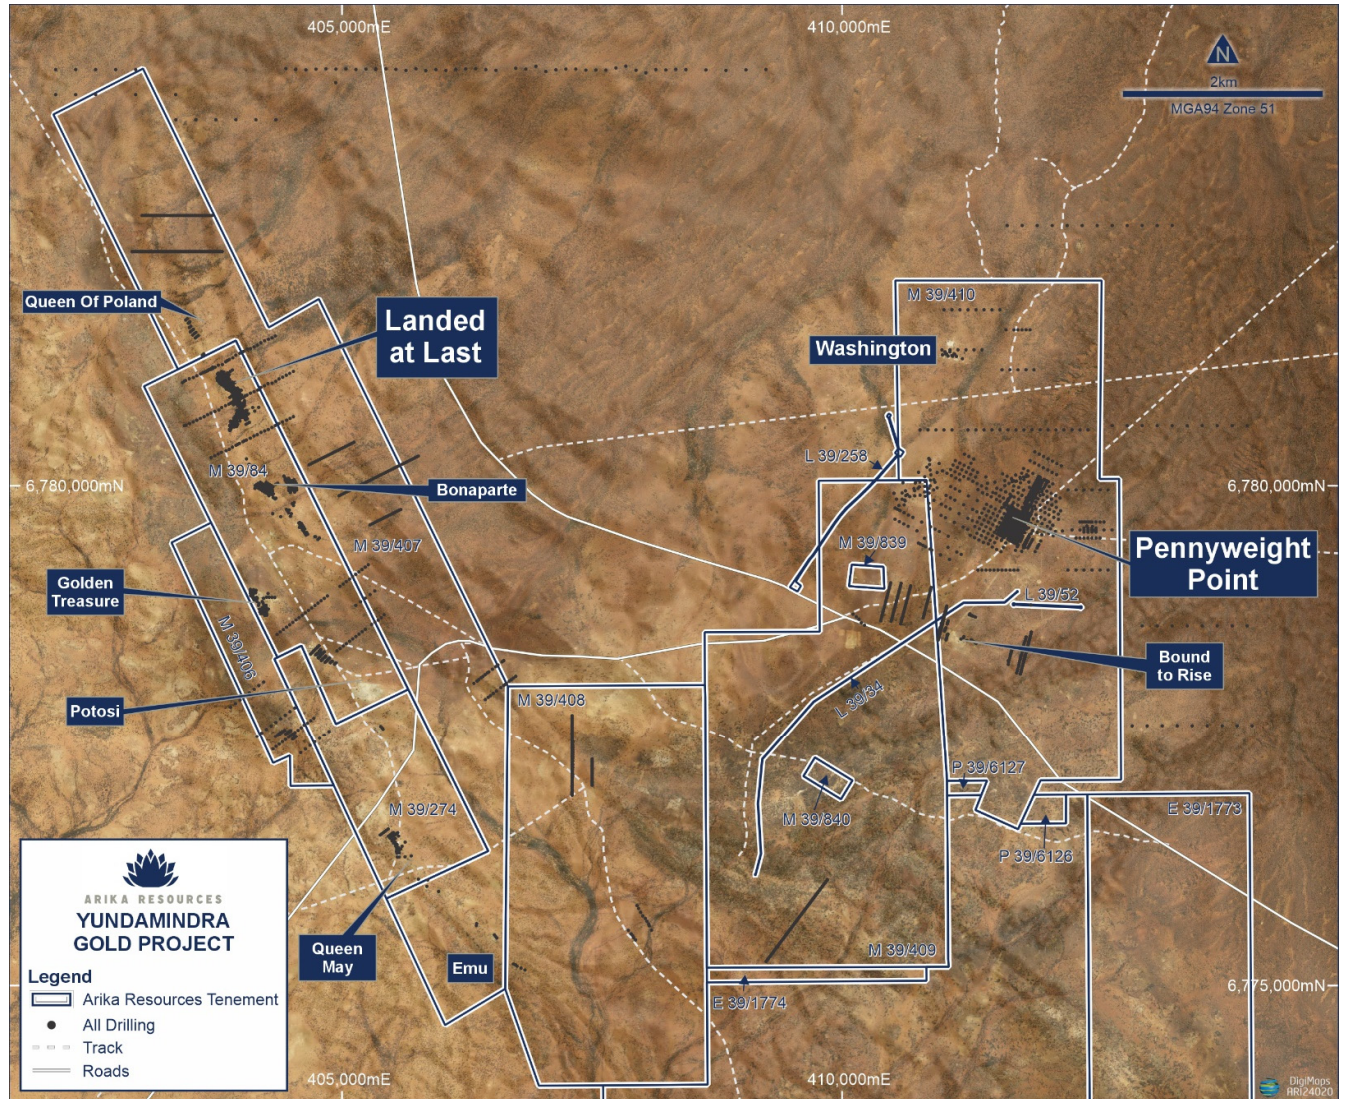 405,000mE
410,000mE
N
2km
MGA94 Zone 51
Queen Of Poland
Landed
at Last
M 39/410
Washington
L 39/258
M 39/84
6,780,000mN
Bonaparte
6,780,000mN
M 39/407
M 39/839
Pennyweight
Point
Golden
Treasure
L 39/52
M 39/406
Bound
to Rise
Potosi
M 39/408
L 39/34
P 39/6127
M 39/274
M 39/840
E 39/1773
P 39/6126
ARIKA RESOURCES
YUNDAMINDRA
GOLD PROJECT
Queen
May
Emu
M 39/409
Legend
Arika Resources Tenement
All Drilling
Track
Roads
E 39/1774
6,775,000mN
405,000mE
410,000mE
DigiMaps
ARI24020